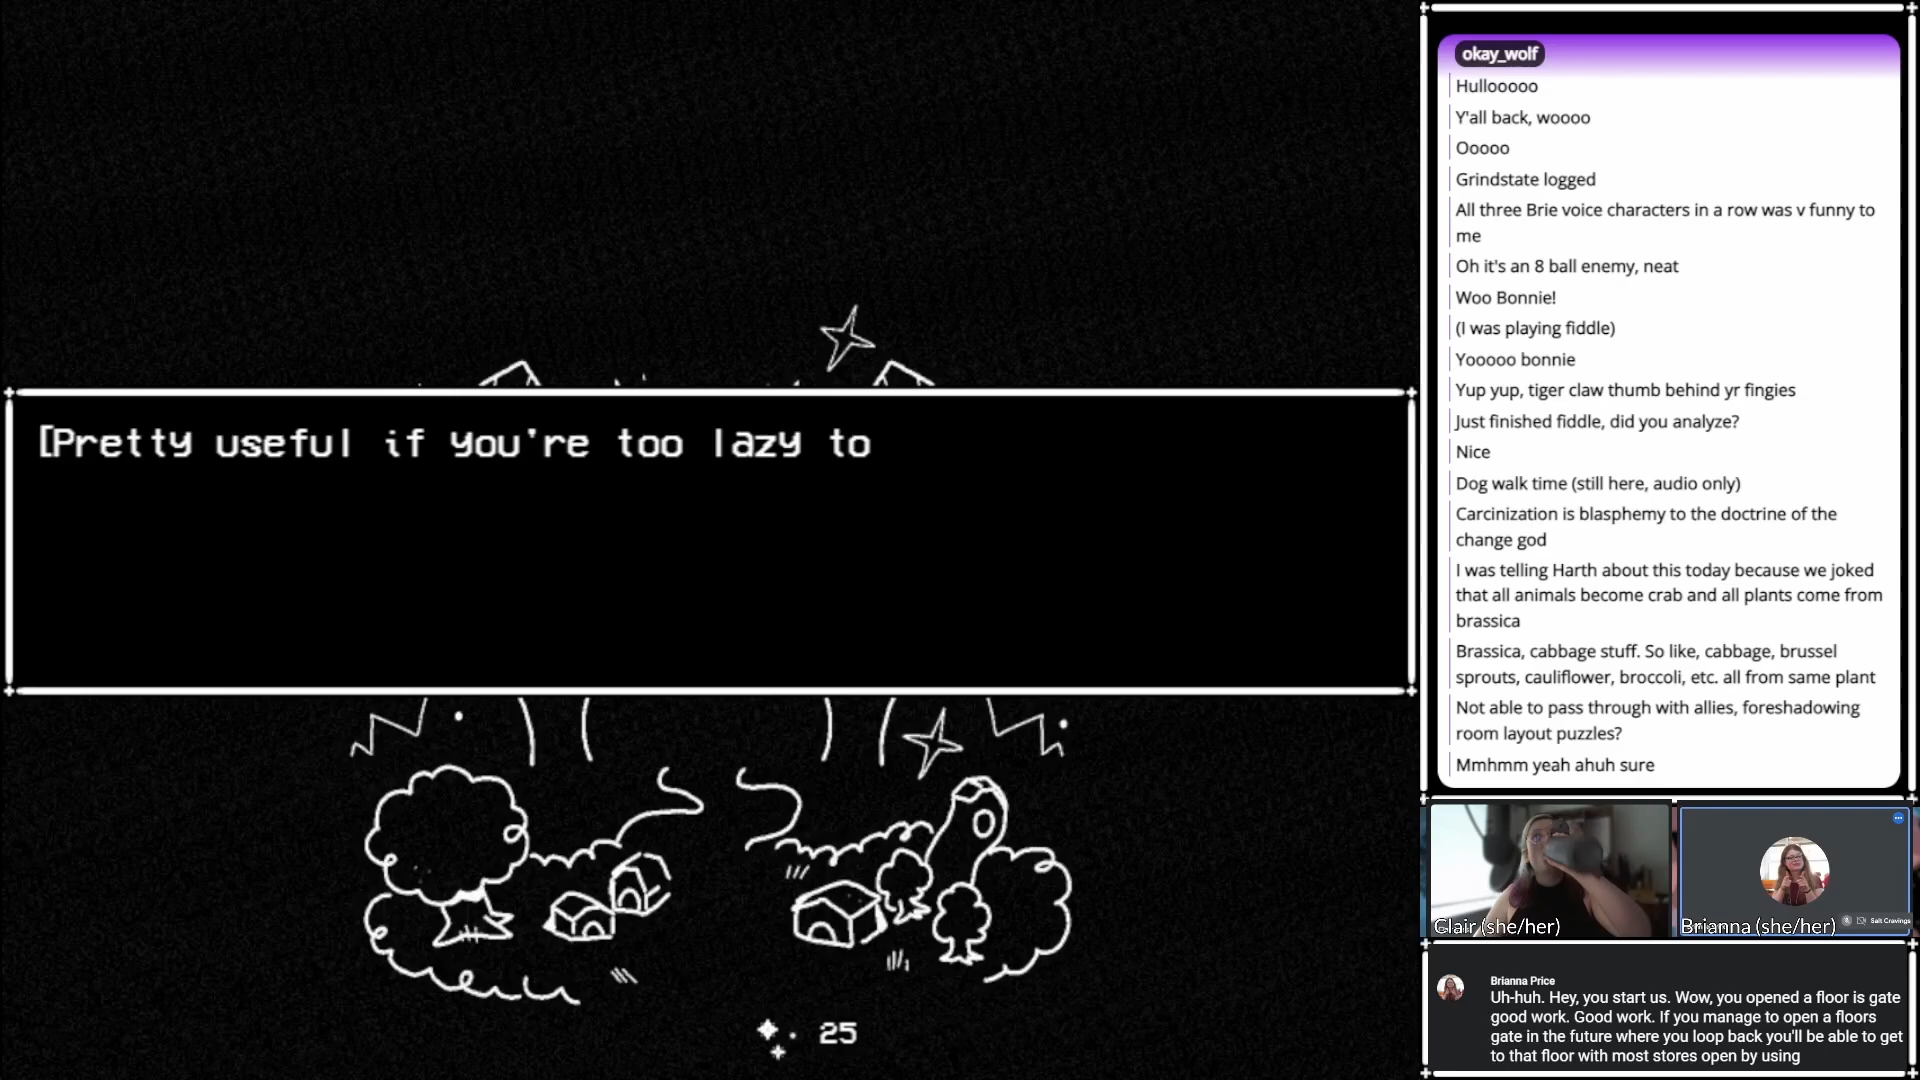 [Pretty useful if you're too lazy to
25
okay_wolf
Hullooooo
Y'all back, woooo
Ooooo
Grindstate logged
All three Brie voice characters in a row was v funny to
me
Oh it's an 8 ball enemy, neat
Woo Bonnie!
(I was playing fiddle)
Yooooo bonnie
Yup yup, tiger claw thumb behind yr fingies
Just finished fiddle, did you analyze?
Nice
Dog walk time (still here, audio only)
Carcinization is blasphemy to the doctrine of the
change god
I was telling Harth about this today because we joked
that all animals become crab and all plants come from
brassica
Brassica, cabbage stuff. So like, cabbage, brussel
sprouts, cauliflower, broccoli, etc. all from same plant
Not able to pass through with allies, foreshadowing
room layout puzzles?
Mmhmm yeah ahuh sure
Clair (she/her)
Brianna (she/her)
Salt Cravings
Brianna Price
Uh-huh. Hey, you start us. Wow, you opened a floor is gate
good work. Good work. If you manage to open a floors
gate in the future where you loop back you'll be able to get
to that floor with most stores open by using